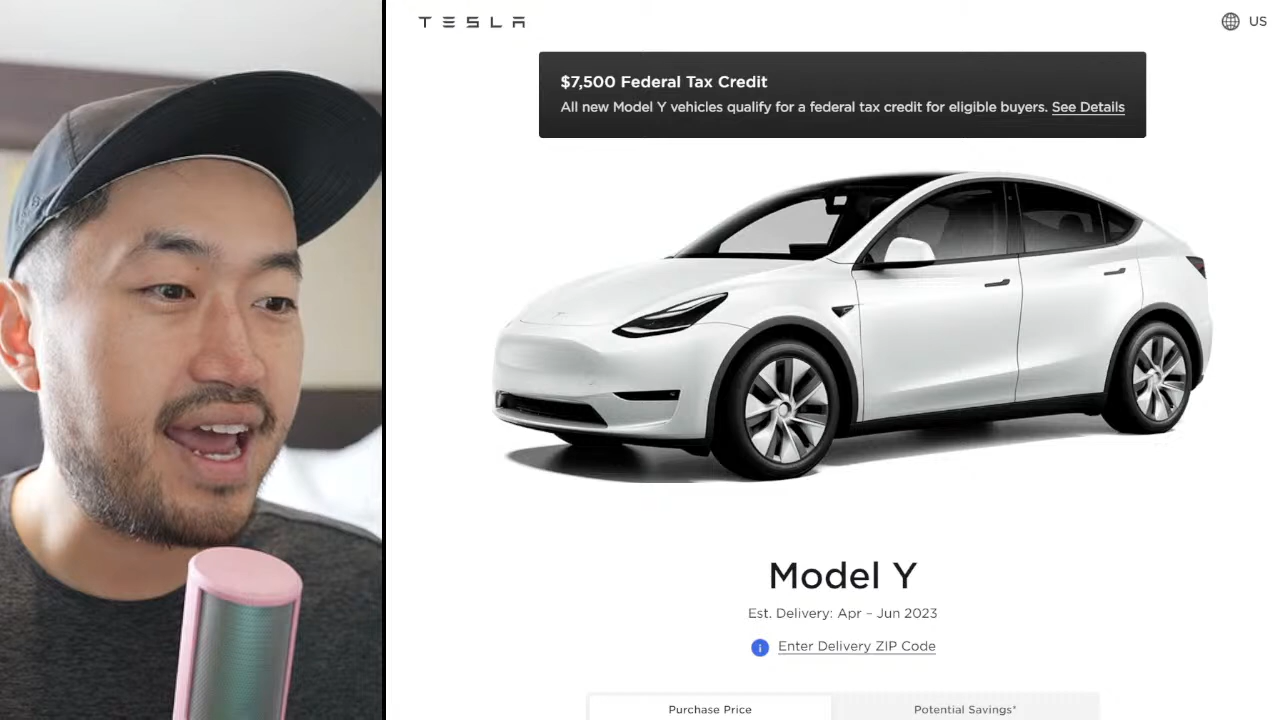 TESLA
US
$7,500 Federal Tax Credit
All new Model Y vehicles qualify for a federal tax credit for eligible buyers. See Details
Model Y
Est. Delivery: Apr – Jun 2023
i Enter Delivery ZIP Code
Purchase Price
Potential Savings*